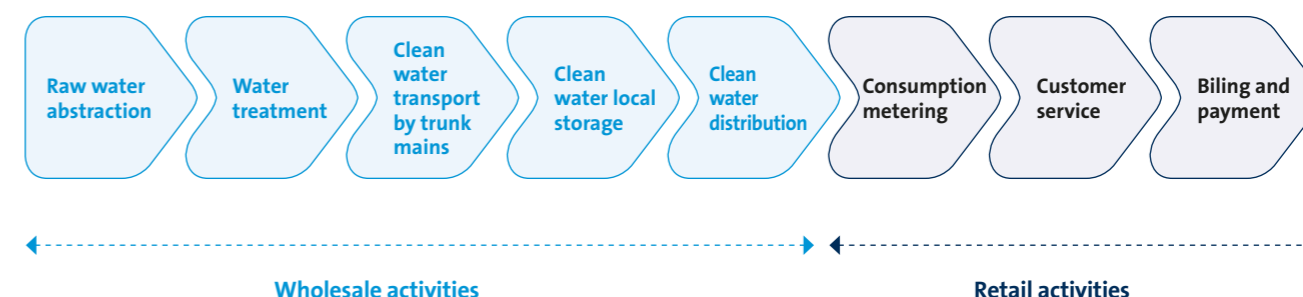 Raw water
abstraction
Water
treatment
Clean
water
transport
by trunk
mains
Clean
water local
storage
Clean
water
distribution
Consumption
metering
Customer
service
Biling and
payment
Wholesale activities
Retail activities